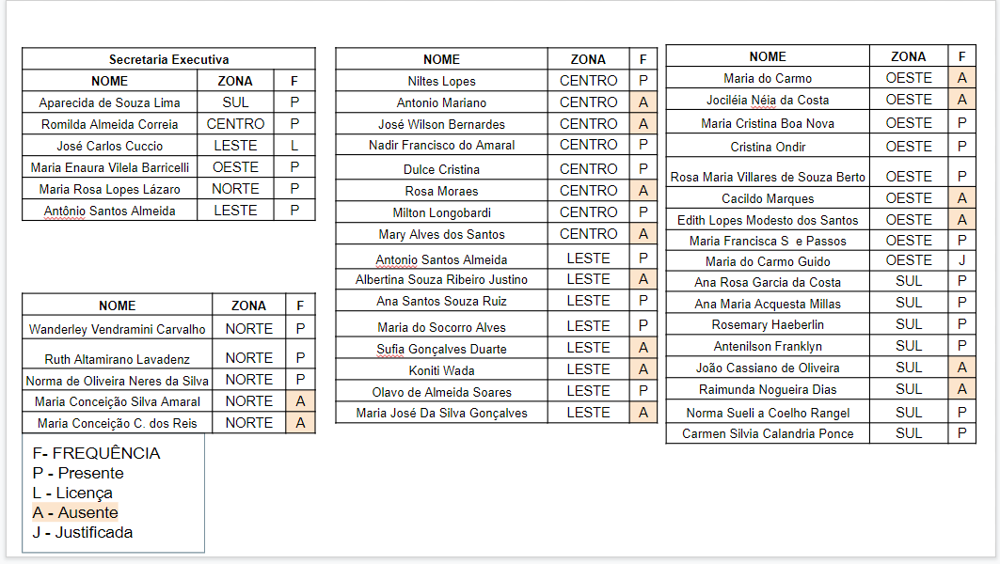 Secretaria Executiva
NOME ZONA F
Aparecida de Souza Lima SUL P
Romilda Almeida Correia CENTRO P
José Carlos Cuccio LESTE L
Maria Enaura Vilela Barricelli OESTE P
Maria Rosa Lopes Lázaro NORTE P
Antônio Santos Almeida LESTE P
NOME ZONA F
Wanderley Vendramini Carvalho NORTE P
Ruth Altamirano Lavadenz NORTE P
Norma de Oliveira Neres da Silva NORTE P
Maria Conceição Silva Amaral NORTE A
Maria Conceição C. dos Reis NORTE A
F- FREQUÊNCIA
P - Presente
L - Licença
A - Ausente
J - Justificada
NOME ZONA F
Niltes Lopes CENTRO P
Antonio Mariano CENTRO A
José Wilson Bernardes CENTRO A
Nadir Francisco do Amaral CENTRO P
Dulce Cristina CENTRO P
Rosa Moraes CENTRO A
Milton Longobardi CENTRO P
Mary Alves dos Santos CENTRO A
Antonio Santos Almeida LESTE P
Albertina Souza Ribeiro Justino LESTE A
Ana Santos Souza Ruiz LESTE P
Maria do Socorro Alves LESTE P
Sufia Gonçalves Duarte LESTE A
Koniti Wada LESTE A
Olavo de Almeida Soares LESTE P
Maria José Da Silva Gonçalves LESTE A
NOME ZONA F
Maria do Carmo OESTE A
Jociléia Néia da Costa OESTE A
Maria Cristina Boa Nova OESTE P
Cristina Ondir OESTE P
Rosa Maria Villares de Souza Berto OESTE P
Cacildo Marques OESTE A
Edith Lopes Modesto dos Santos OESTE A
Maria Francisca S e Passos OESTE P
Maria do Carmo Guido OESTE J
Ana Rosa Garcia da Costa SUL P
Ana Maria Acquesta Millas SUL P
Rosemary Haeberlin SUL P
Antenilson Franklyn SUL P
João Cassiano de Oliveira SUL A
Raimunda Nogueira Dias SUL A
Norma Sueli a Coelho Rangel SUL P
Carmen Silvia Calandria Ponce SUL P